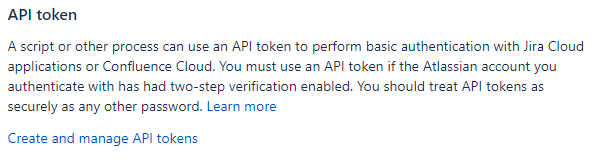 API token
A script or other process can use an API token to perform basic authentication with Jira Cloud
applications or Confluence Cloud. You must use an API token if the Atlassian account you
authenticate with has had two-step verification enabled. You should treat API tokens as
securely as any other password. Learn more
Create and manage API tokens